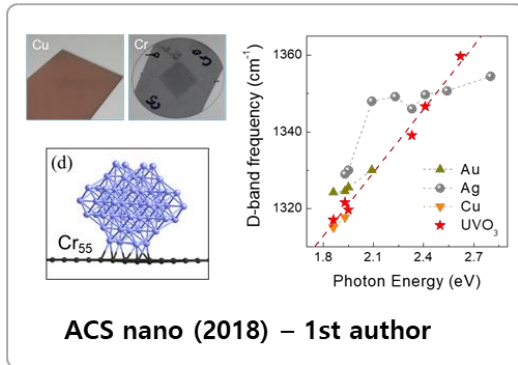 Cu
Cr
(d)
Cr55
D-band frequency (cm-1)
1360
1350
1340
1320
Au
Ag
Cu
UVO3
1.8 2.1 2.4 2.7
Photon Energy (eV)
ACS nano (2018) – 1st author